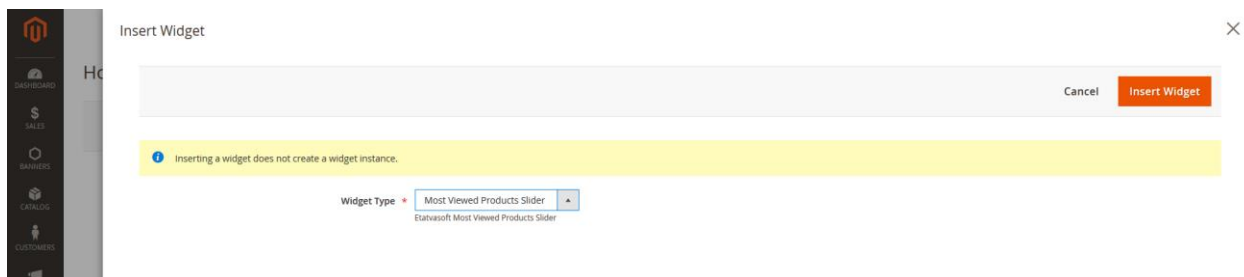 Insert Widget
Ho
DASHBOARD
Cancel
Insert Widget
$
SALES
Inserting a widget does not create a widget instance.
BANNERS
Widget Type *
Most Viewed Products Slider
Etatvasoft Most Viewed Products Slider
CATALOG
CUSTOMERS